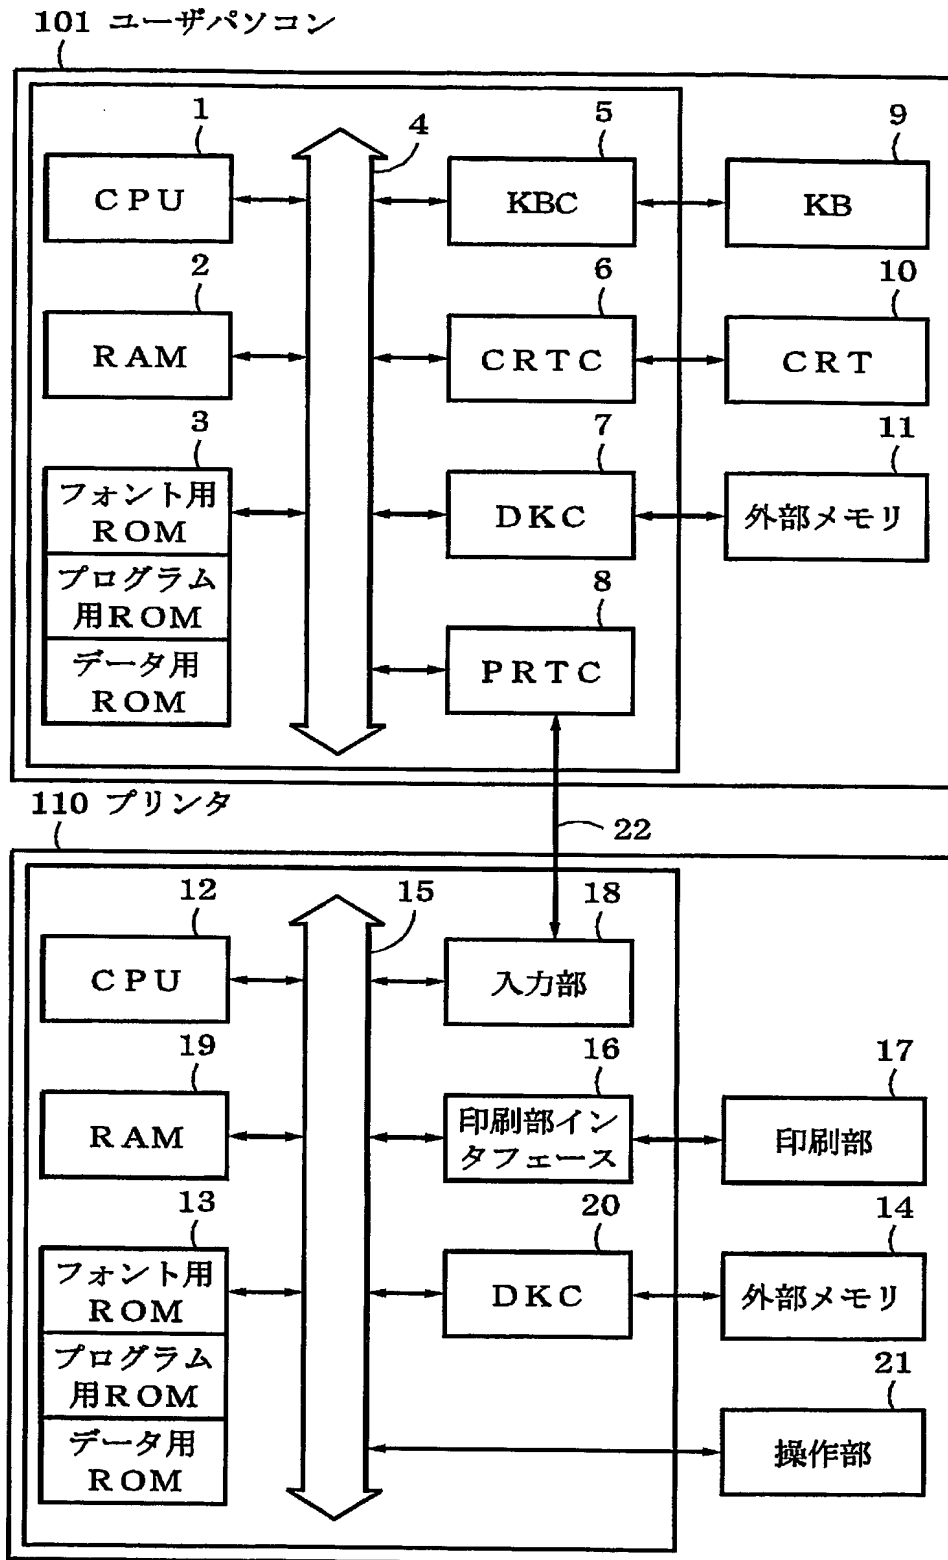 101 ユーザパソコン
1
4
5
9
CPU
KBC
KB
2
6
10
RAM
CRTC
CRT
3
7
11
フォント用
ROM
DKC
外部メモリ
プログラム
用ROM
8
データ用
ROM
PRTC
110 プリンタ
22
12
15
18
CPU
入力部
19
16
17
RAM
印刷部イン
タフェース
印刷部
13
20
14
フォント用
ROM
DKC
外部メモリ
プログラム
用ROM
21
データ用
ROM
操作部